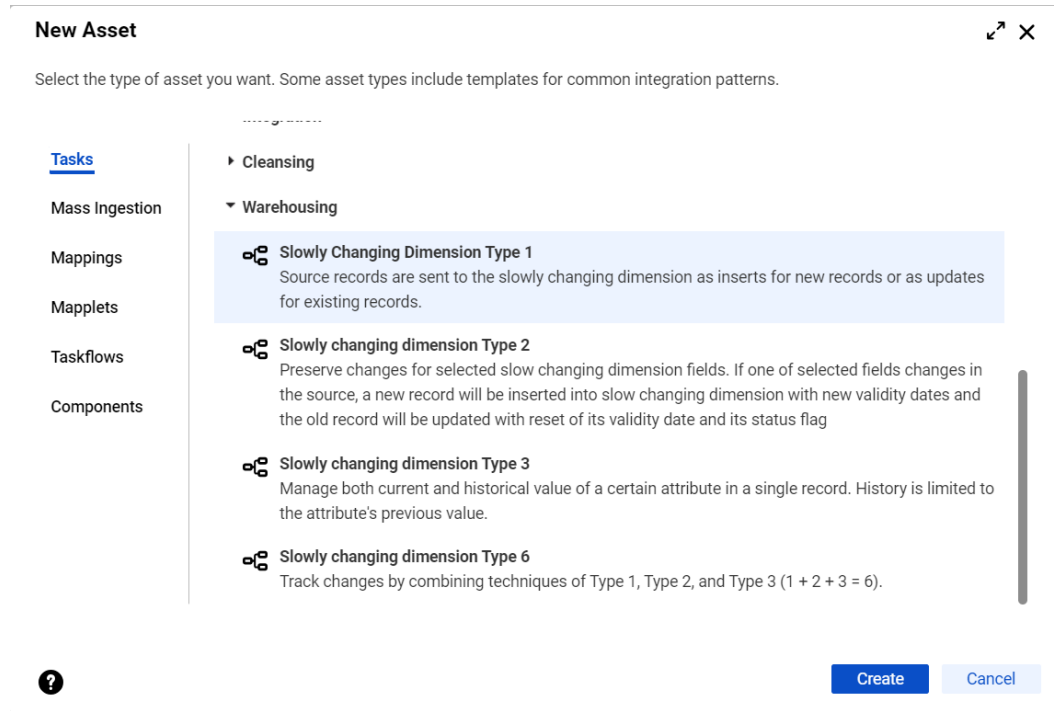 New Asset
Select the type of asset you want. Some asset types include templates for common integration patterns.
Tasks
Mass Ingestion
Mappings
Mapplets
Taskflows
Components
Cleansing
Warehousing
Slowly Changing Dimension Type 1
Source records are sent to the slowly changing dimension as inserts for new records or as updates
for existing records.
Slowly changing dimension Type 2
Preserve changes for selected slow changing dimension fields. If one of selected fields changes in
the source, a new record will be inserted into slow changing dimension with new validity dates and
the old record will be updated with reset of its validity date and its status flag
Slowly changing dimension Type 3
Manage both current and historical value of a certain attribute in a single record. History is limited to
the attribute's previous value.
Slowly changing dimension Type 6
Track changes by combining techniques of Type 1, Type 2, and Type 3 (1 + 2 + 3 = 6).
?
Create
Cancel